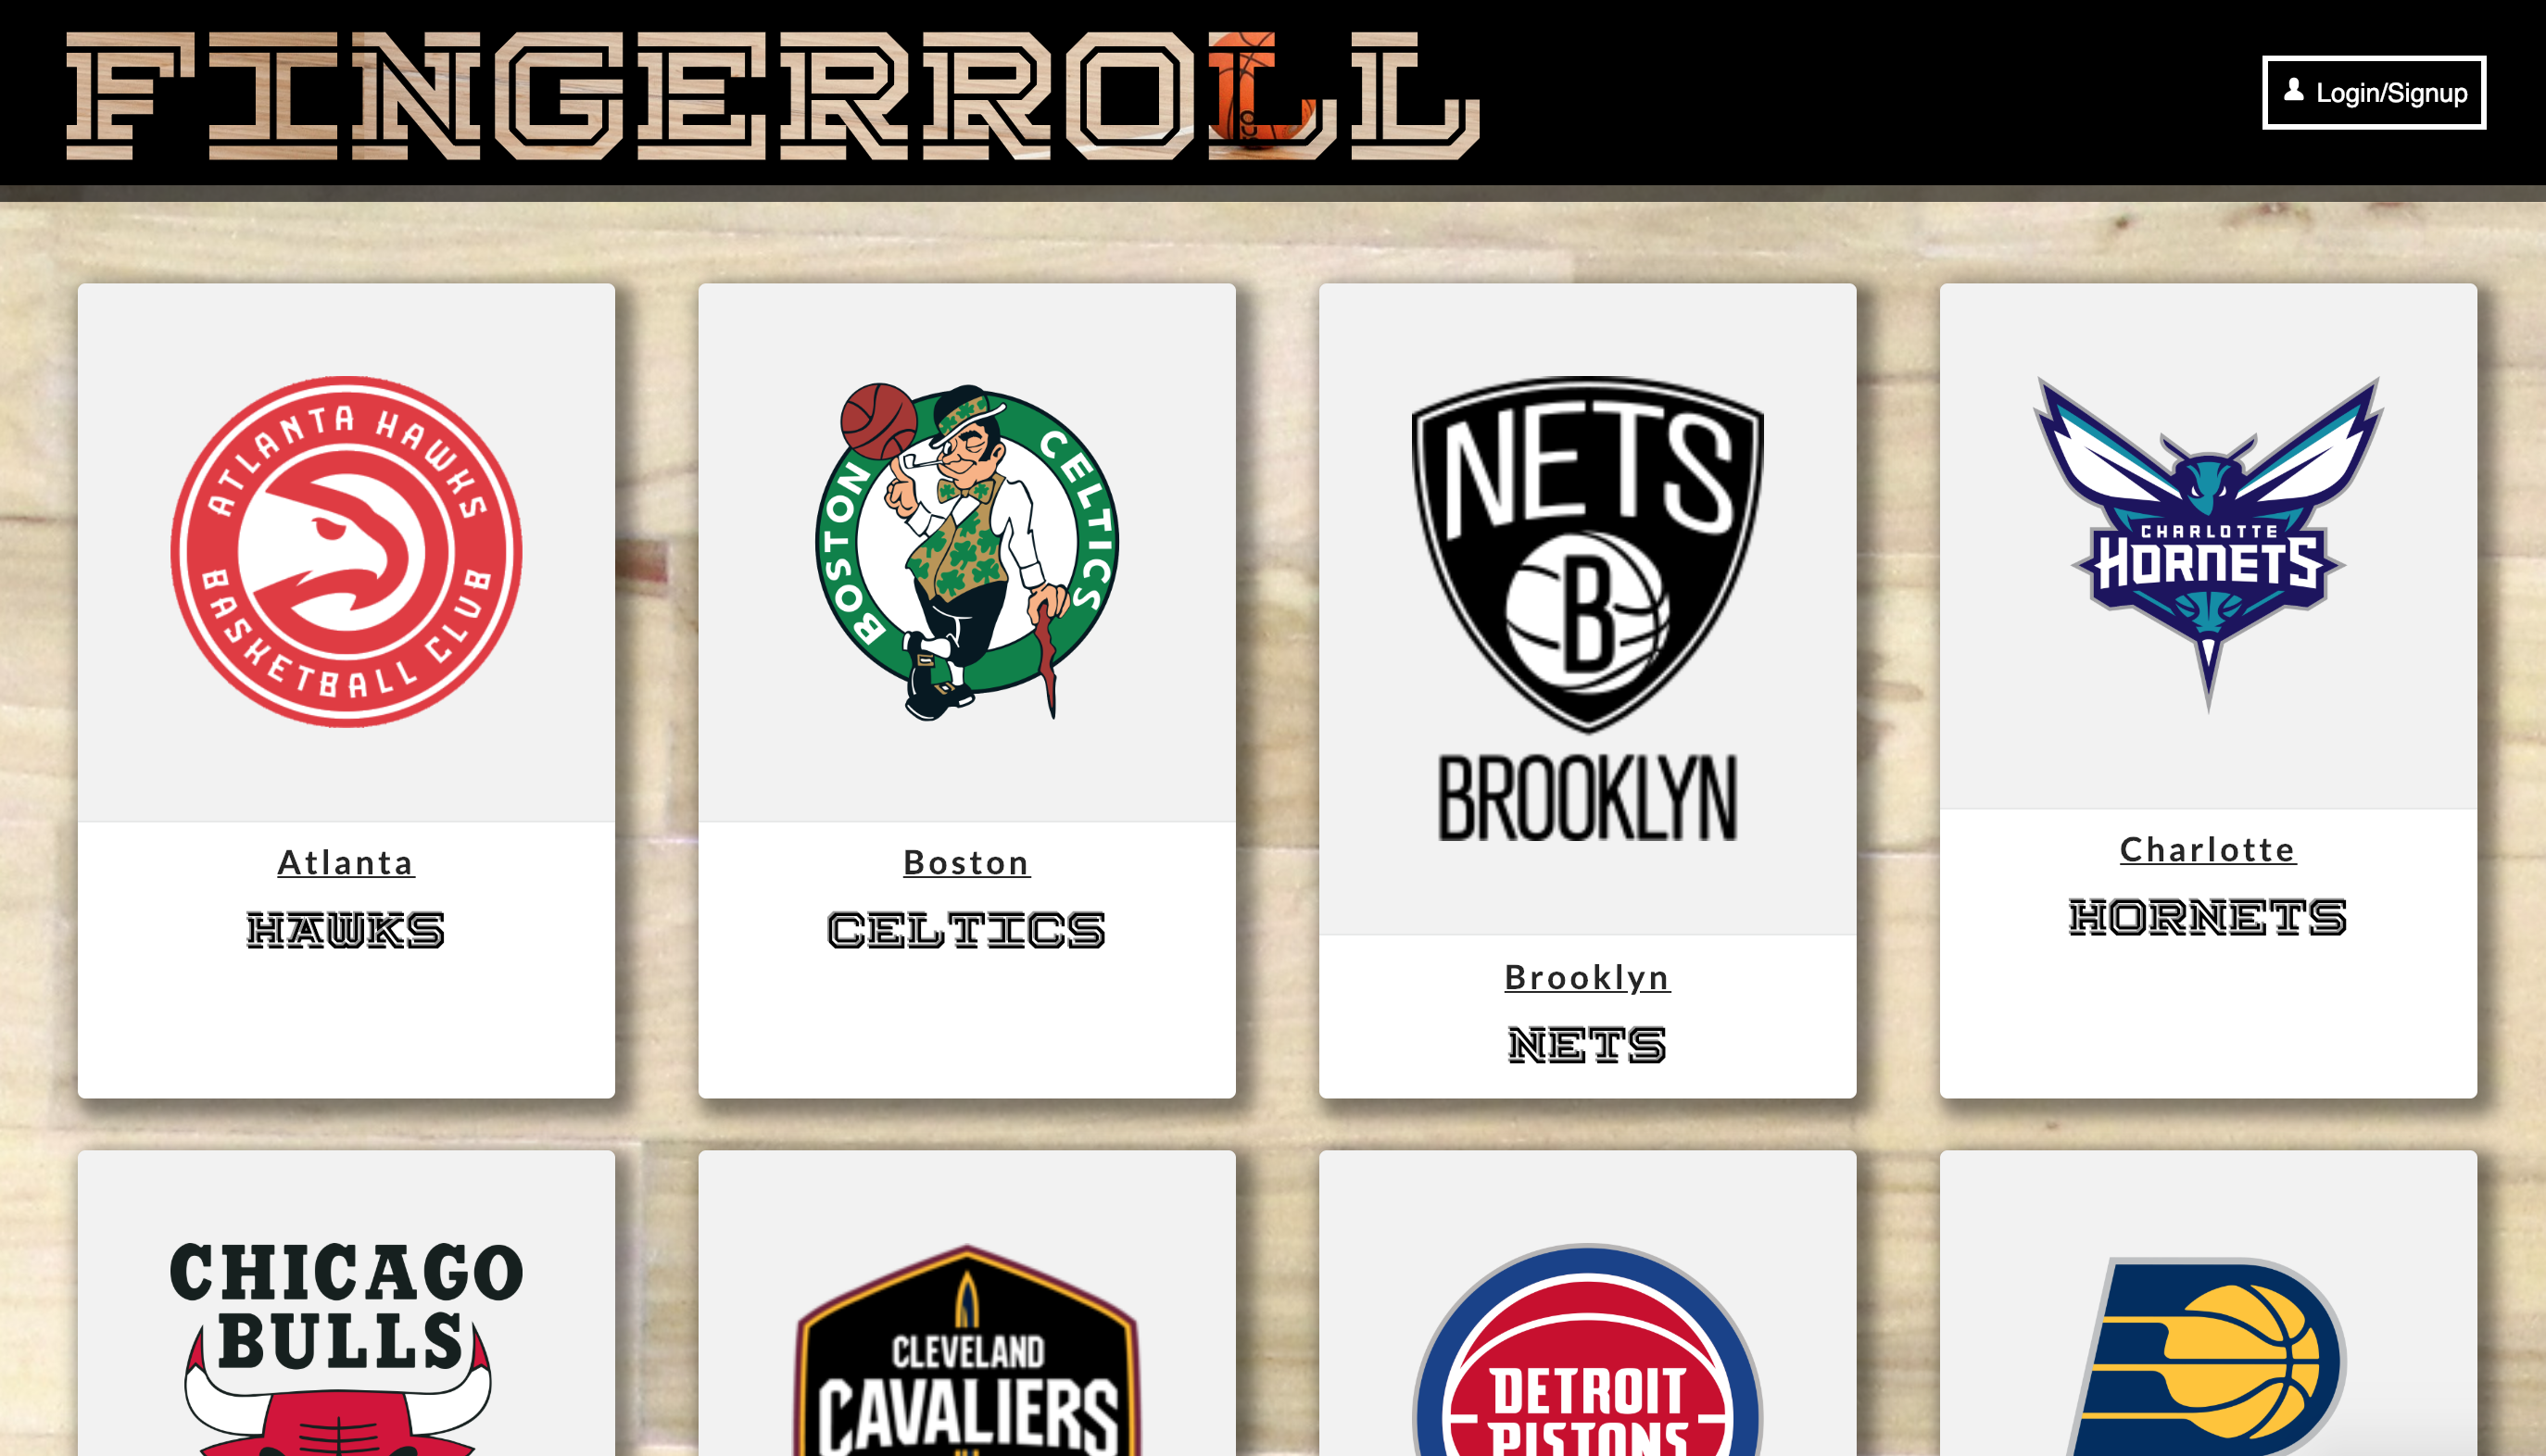 FINGERROLL
Login/Signup
ATLANTA HAWKS
BASKETBALL CLUB
BOSTON CELTICS
NETS
B
BROOKLYN
CHARLOTTE
HORNETS
Atlanta
HAWKS
Boston
CELTICS
Brooklyn
NETS
Charlotte
HORNETS
CHICAGO
BULLS
CLEVELAND
CAVALIERS
DETROIT
PISTONS